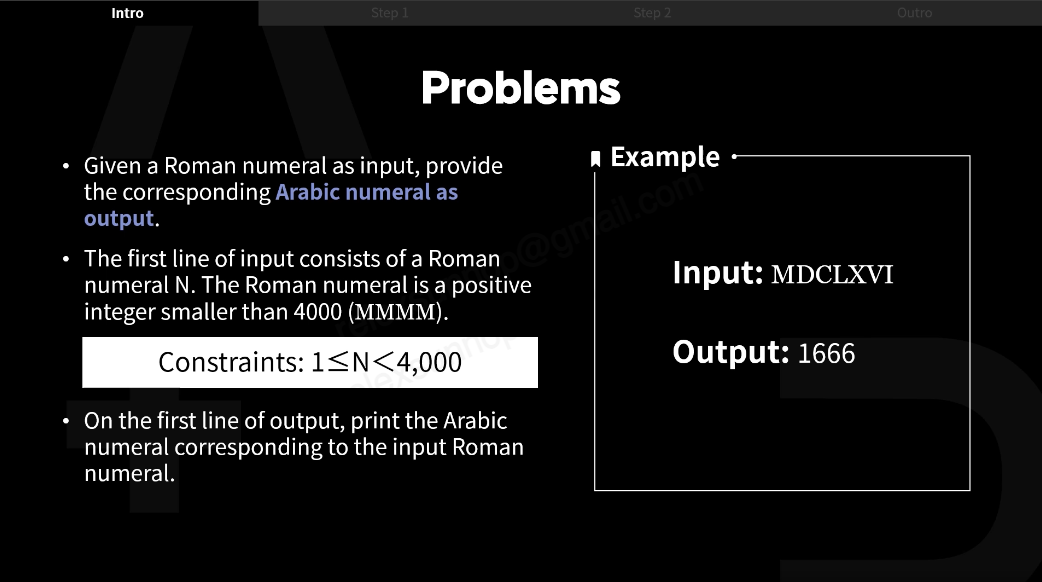 Intro
Step 1
Step 2
Outro
Problems
• Given a Roman numeral as input, provide
the corresponding Arabic numeral as
output.
• The first line of input consists of a Roman
numeral N. The Roman numeral is a positive
integer smaller than 4000 (MMMM).
Constraints: 1≤N<4,000
• On the first line of output, print the Arabic
numeral corresponding to the input Roman
numeral.
Example
Input: MDCLXVI
Output: 1666